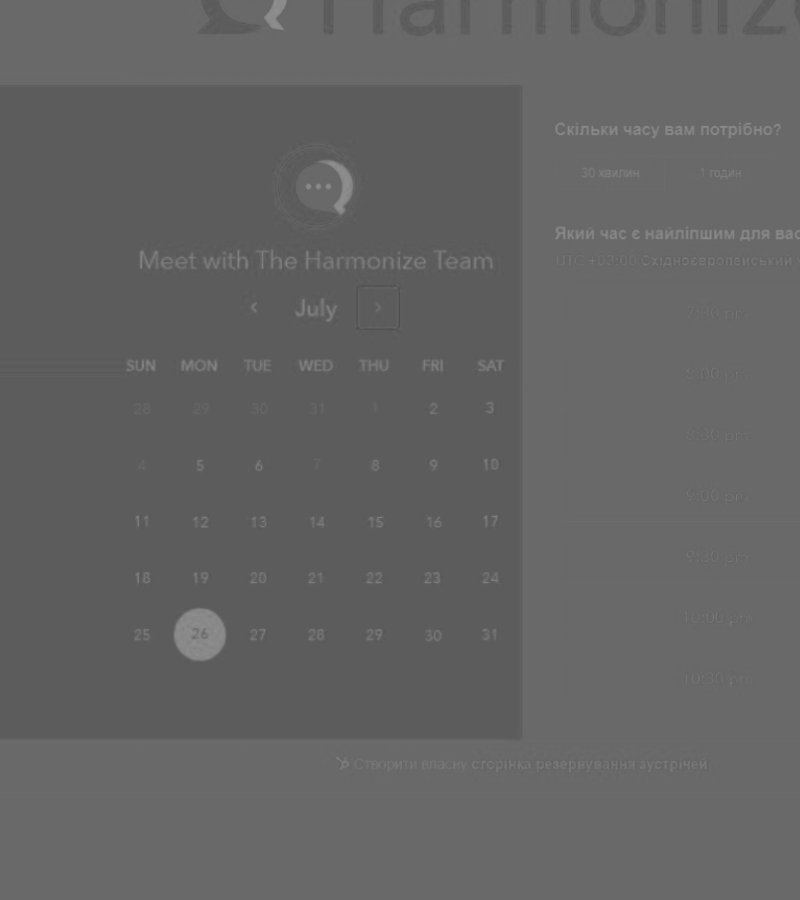 Harmonize
Meet with The Harmonize Team
July
SUN MON TUE WED THU FRI SAT
28 29 30 31 1 2 3
4 5 6 7 8 9 10
11 12 13 14 15 16 17
18 19 20 21 22 23 24
25 26 27 28 29 30 31
Скільки часу вам потрібно?
30 хвилин 1 годин
Який час є найліпшим для вас
UTC +03:00 Східноєвропейський
7:30 pm
8:00 pm
8:30 pm
9:00 pm
9:30 pm
10:00 pm
10:30 pm
Створити власну сторінка резервування зустрічей